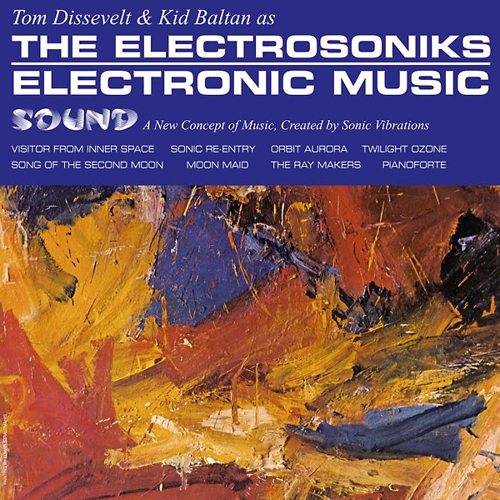 Tom Dissevelt & Kid Baltan as
THE ELECTROSONIKS
ELECTRONIC MUSIC
SOUND A New Concept of Music, Created by Sonic Vibrations
VISITOR FROM INNER SPACE SONIC RE-ENTRY ORBIT AURORA TWILIGHT OZONE
SONG OF THE SECOND MOON MOON MAID THE RAY MAKERS PIANOFORTE